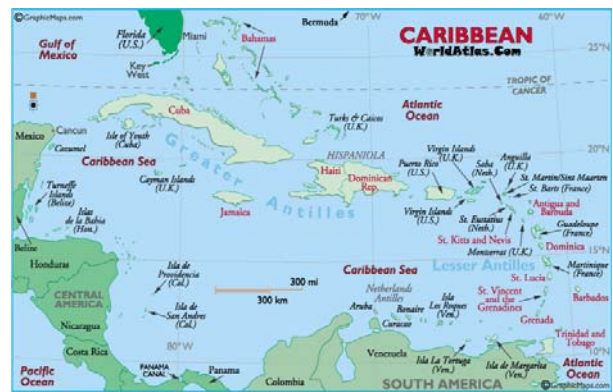 ©GraphicMaps.com
Florida
(U.S.)
Miami
Bermuda
70°W
60°W
©GraphicMaps.com
Gulf of
Mexico
Key
West
Bahamas
CARIBBEAN
WorldAtlas.Com
25°N
TROPIC OF
CANCER
Atlantic
Ocean
Mexico
Cancun
Cozumel
Isle of Youth
(Cuba)
Cuba
Turks & Caicos
(U.K.)
20°N
Caribbean Sea
Cayman Islands
(U.K.)
Greater
Antilles
HISPANIOLA
Haiti
Dominican
Rep.
Puerto Rico
(U.S.)
Virgin Islands
(U.K.)
Saba
(Neth.)
Anguilla
(U.K.)
St. Martin/Sint Maarten
St. Barts (France)
Turneffe
Islands
(Belize)
Islas
de la Bahia
(Hon.)
Jamaica
Virgin
Islands
(U.S.)
St. Eustatius
(Neth.)
St. Kitts and Nevis
Antigua and
Barbuda
Guadeloupe
(France)
Montserrat (U.K.)
15°N
Dominica
Belize
Honduras
Isla de
Providencia
(Col.)
300 mi
300 km
Caribbean Sea
Lesser Antilles
Martinique
(France)
St. Lucia
Barbados
CENTRAL
AMERICA
Isla de
San Andres
(Col.)
Netherlands
Antilles
Aruba
Bonaire
Curacao
Isla
Los Roques
(Ven.)
St. Vincent
and the
Grenadines
Grenada
Nicaragua
Costa Rica
80°W
Trinidad and
Tobago
10°N
Pacific
Ocean
PANAMA
CANAL
Panama
Colombia
Venezuela
Isla La Tortuga
(Ven.)
Isla de Margarita
(Ven.)
SOUTH AMERICA
Atlantic
Ocean